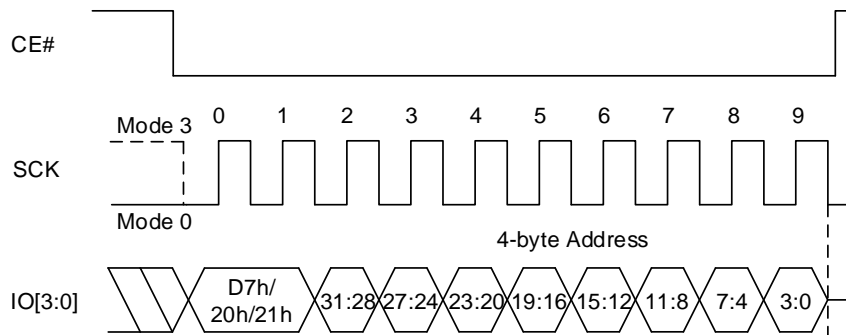 CE#
Mode 3
0 1 2 3 4 5 6 7 8 9
SCK
Mode 0
4-byte Address
IO[3:0]
D7h/
20h/21h
31:28 27:24 23:20 19:16 15:12 11:8 7:4 3:0